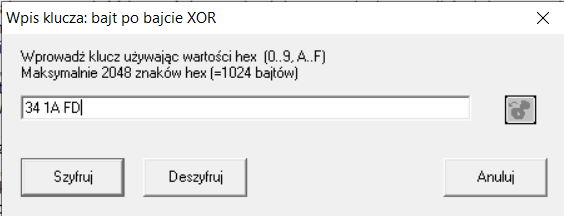 Wpis klucza: bajt po bajcie XOR
Wprowadź klucz używając wartości hex (0..9, A..F)
Maksymalnie 2048 znaków hex (=1024 bajtów)
34 1A FD
Szyfruj Deszyfruj Anuluj